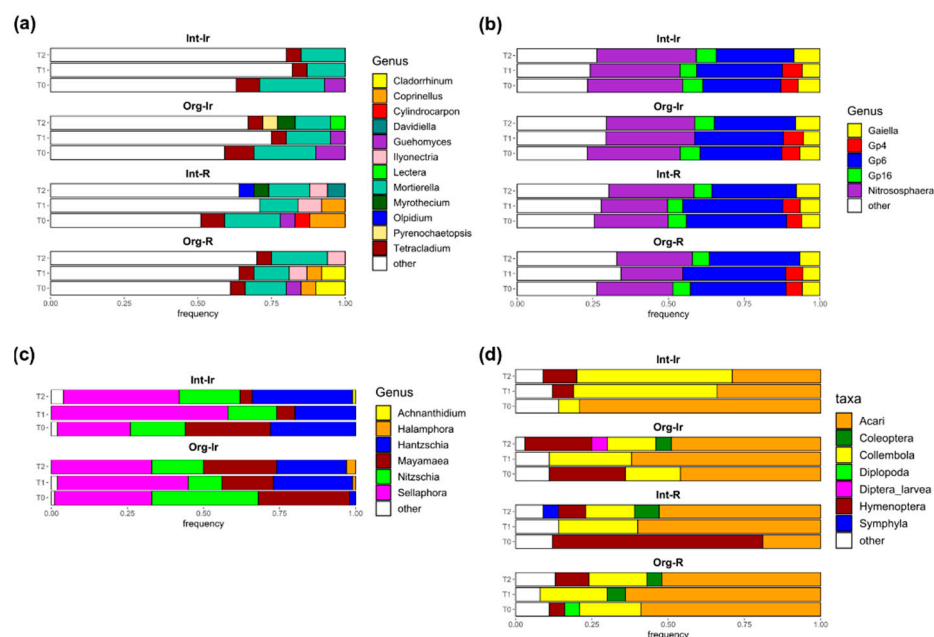 (a)
Int-Ir
T2
T1
T0
Org-Ir
T2
T1
T0
Int-R
T2
T1
T0
Org-R
T2
T1
T0
0.00 0.25 0.50 0.75 1.00
frequency
Genus
Cladorrhinum
Coprinellus
Cylindrocarpon
Davidiella
Guehomyces
Ilyonectria
Lectera
Mortierella
Myrothecium
Olpidium
Pyrenochaetopsis
Tetracladium
other
(b)
Int-Ir
T2
T1
T0
Org-Ir
T2
T1
T0
Int-R
T2
T1
T0
Org-R
T2
T1
T0
0.00 0.25 0.50 0.75 1.00
frequency
Genus
Gaiella
Gp4
Gp6
Gp16
Nitrososphaera
other
(c)
Int-Ir
T2
T1
T0
Org-Ir
T2
T1
T0
0.00 0.25 0.50 0.75 1.00
frequency
Genus
Achnanthidium
Halamphora
Hantzschia
Mayamaea
Nitzschia
Sellaphora
other
(d)
Int-Ir
T2
T1
T0
Org-Ir
T2
T1
T0
Int-R
T2
T1
T0
Org-R
T2
T1
T0
0.00 0.25 0.50 0.75 1.00
frequency
taxa
Acari
Coleoptera
Collembola
Diplopoda
Diptera_larvea
Hymenoptera
Symphyla
other